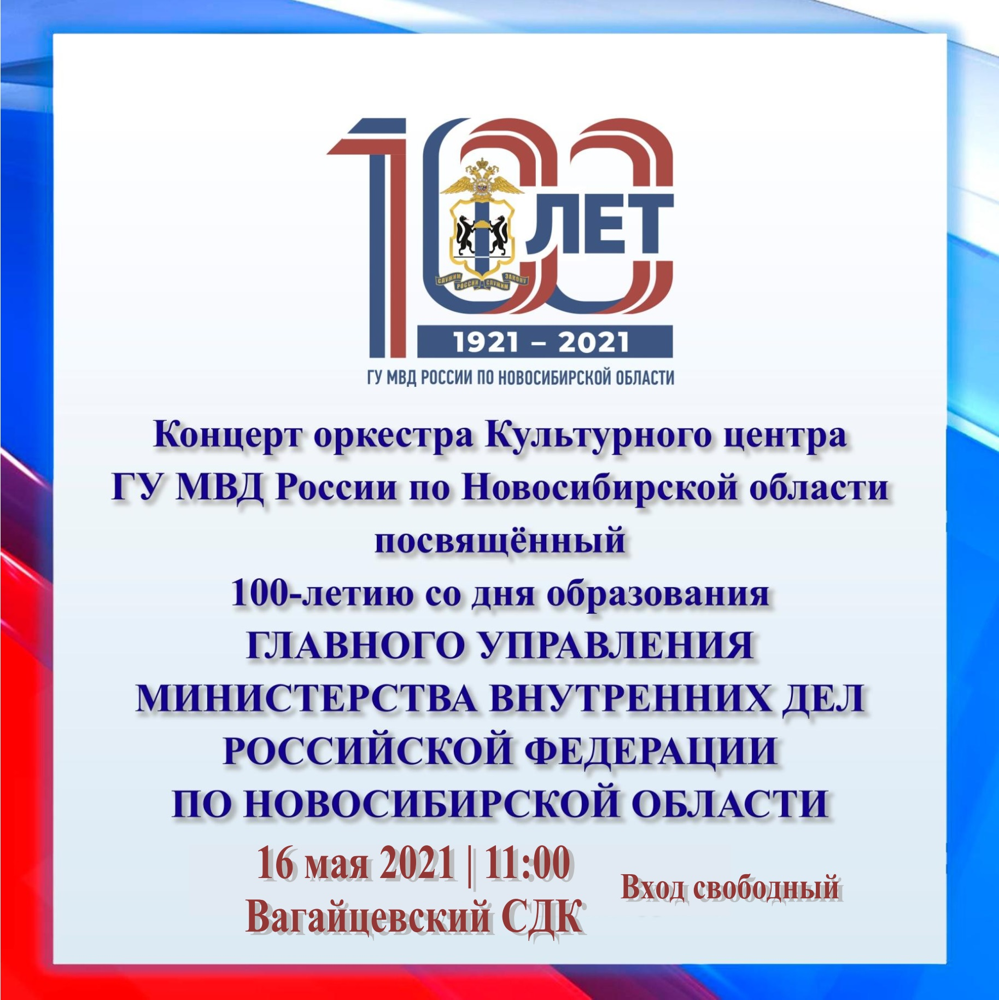 100
ЛЕТ
СЛУЖИМ РОССИИ СЛУЖИМ ЗАКОНУ
1921 – 2021
ГУ МВД РОССИИ ПО НОВОСИБИРСКОЙ ОБЛАСТИ
Концерт оркестра Культурного центра
ГУ МВД России по Новосибирской области
посвящённый
100-летию со дня образования
ГЛАВНОГО УПРАВЛЕНИЯ
МИНИСТЕРСТВА ВНУТРЕННИХ ДЕЛ
РОССИЙСКОЙ ФЕДЕРАЦИИ
ПО НОВОСИБИРСКОЙ ОБЛАСТИ
16 мая 2021 | 11:00
Вагайцевский СДК
Вход свободный